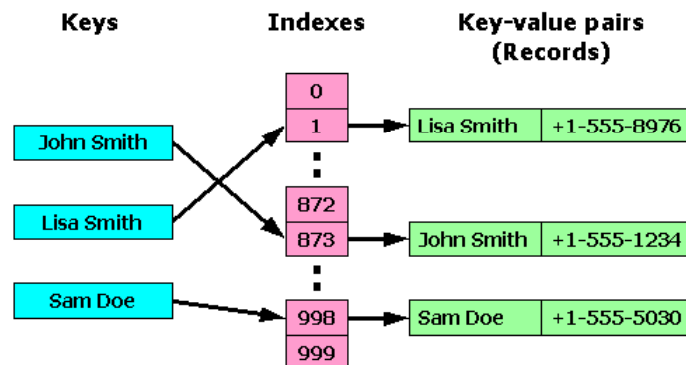 Keys
Indexes
Key-value pairs
(Records)
0
1
Lisa Smith +1-555-8976
John Smith
872
Lisa Smith
873
John Smith +1-555-1234
Sam Doe
998
Sam Doe +1-555-5030
999